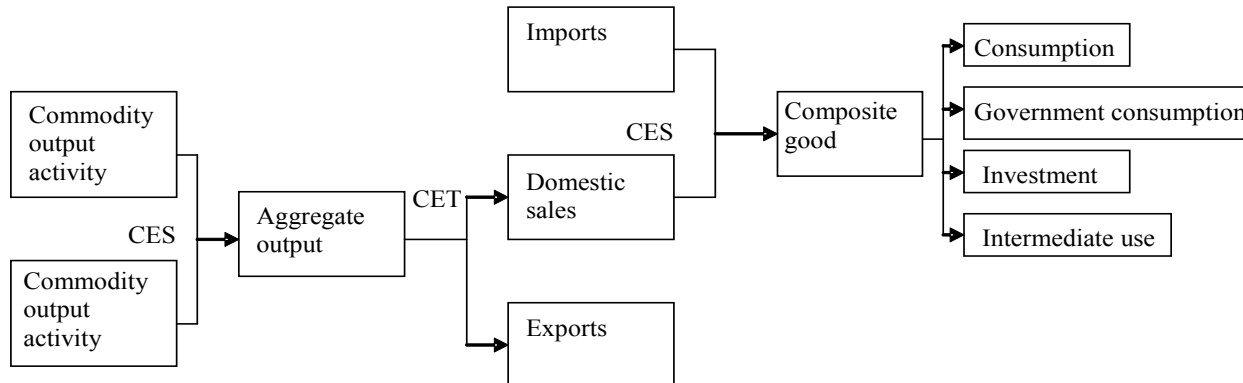 Commodity
output
activity
CES
Commodity
output
activity
Aggregate
output
CET
Imports
Domestic
sales
Exports
CES
Composite
good
Consumption
Government consumption
Investment
Intermediate use